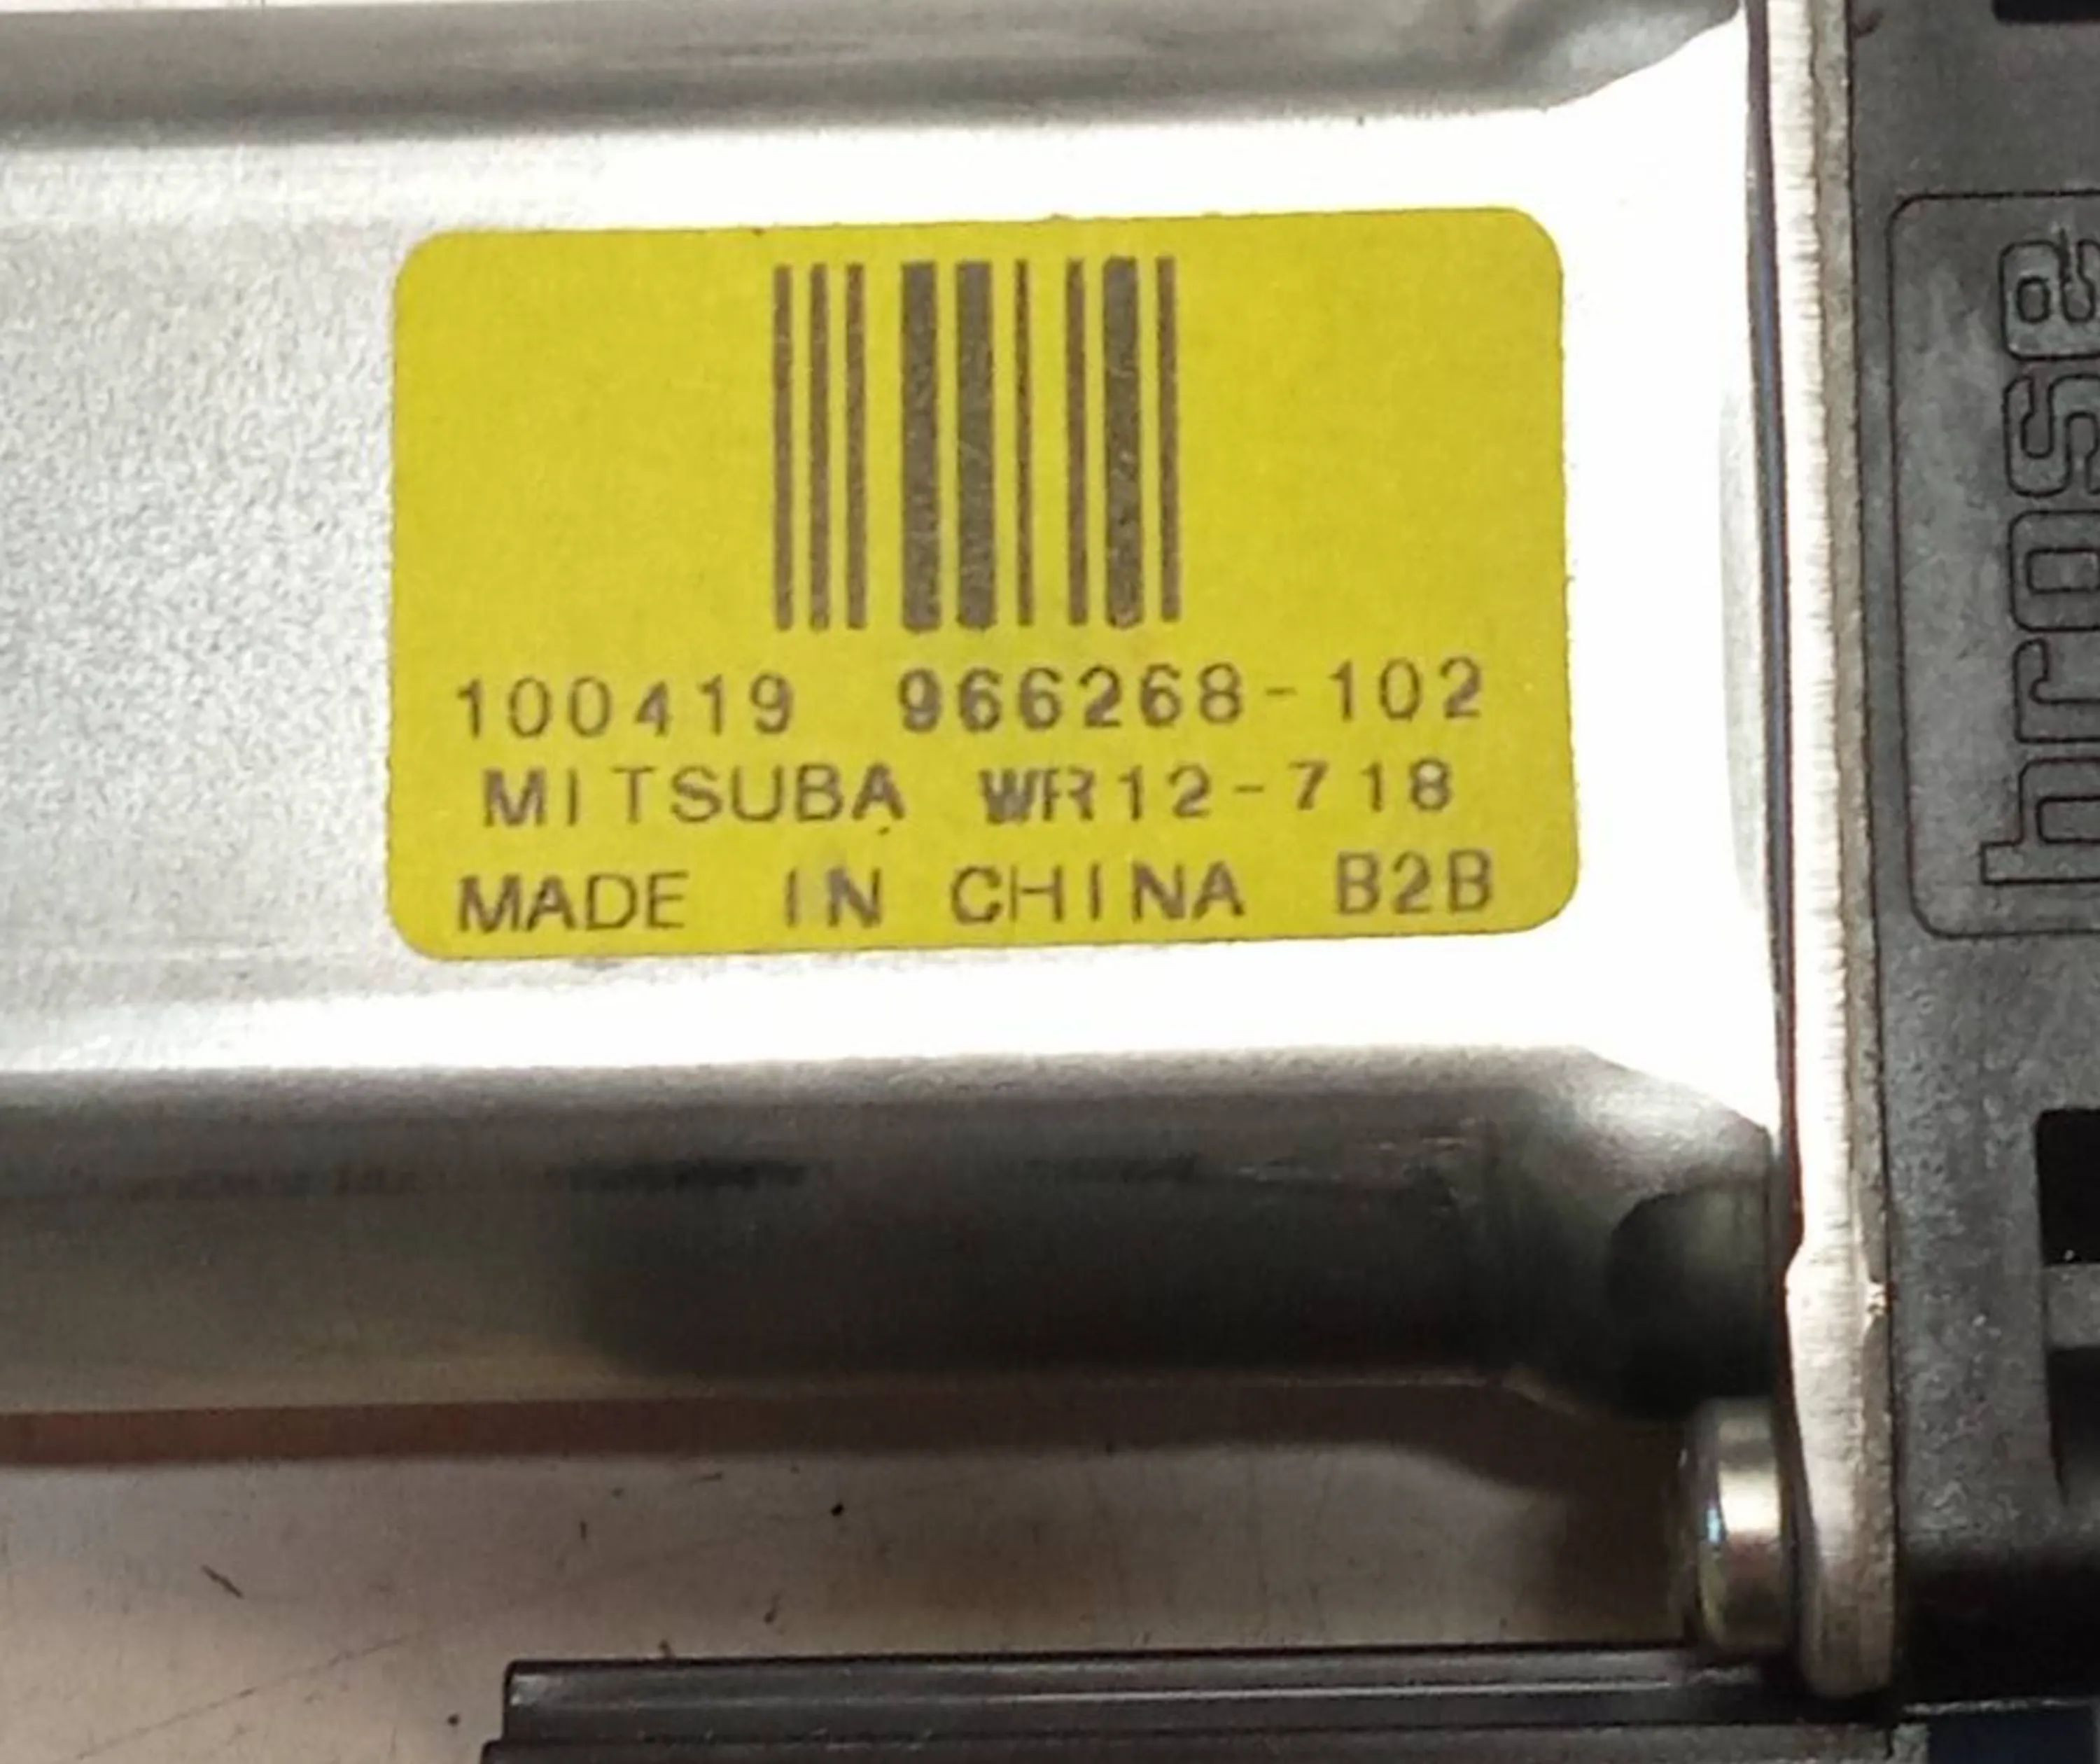 100419 966268-102
MITSUBA WR12-718
MADE IN CHINA B2B
brose